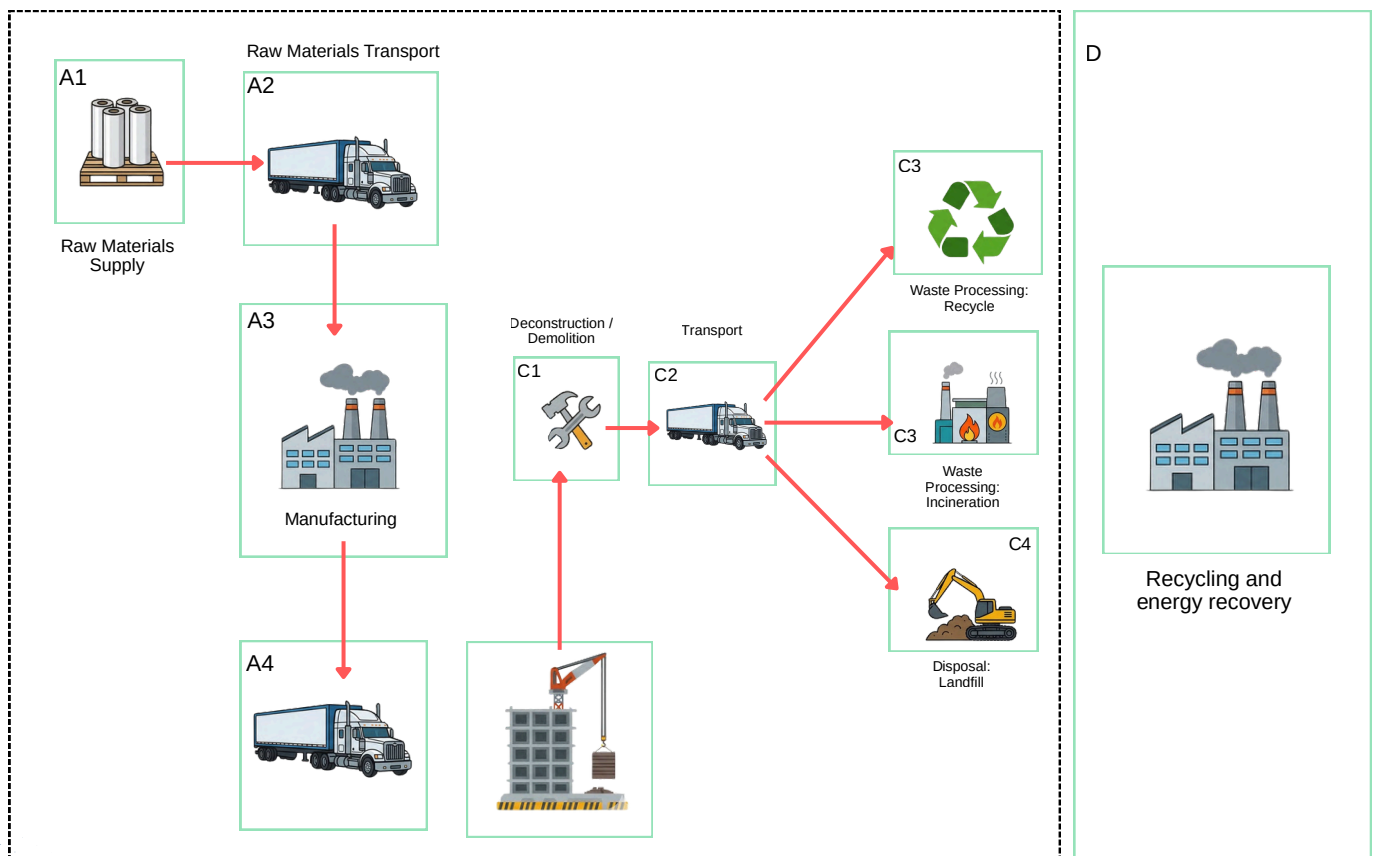 Raw Materials Transport
A1
A2
Raw Materials
Supply
A3
Manufacturing
A4
Deconstruction /
Demolition
C1
Transport
C2
C3
Waste Processing:
Recycle
C3
Waste
Processing:
Incineration
C4
Disposal:
Landfill
D
Recycling and
energy recovery